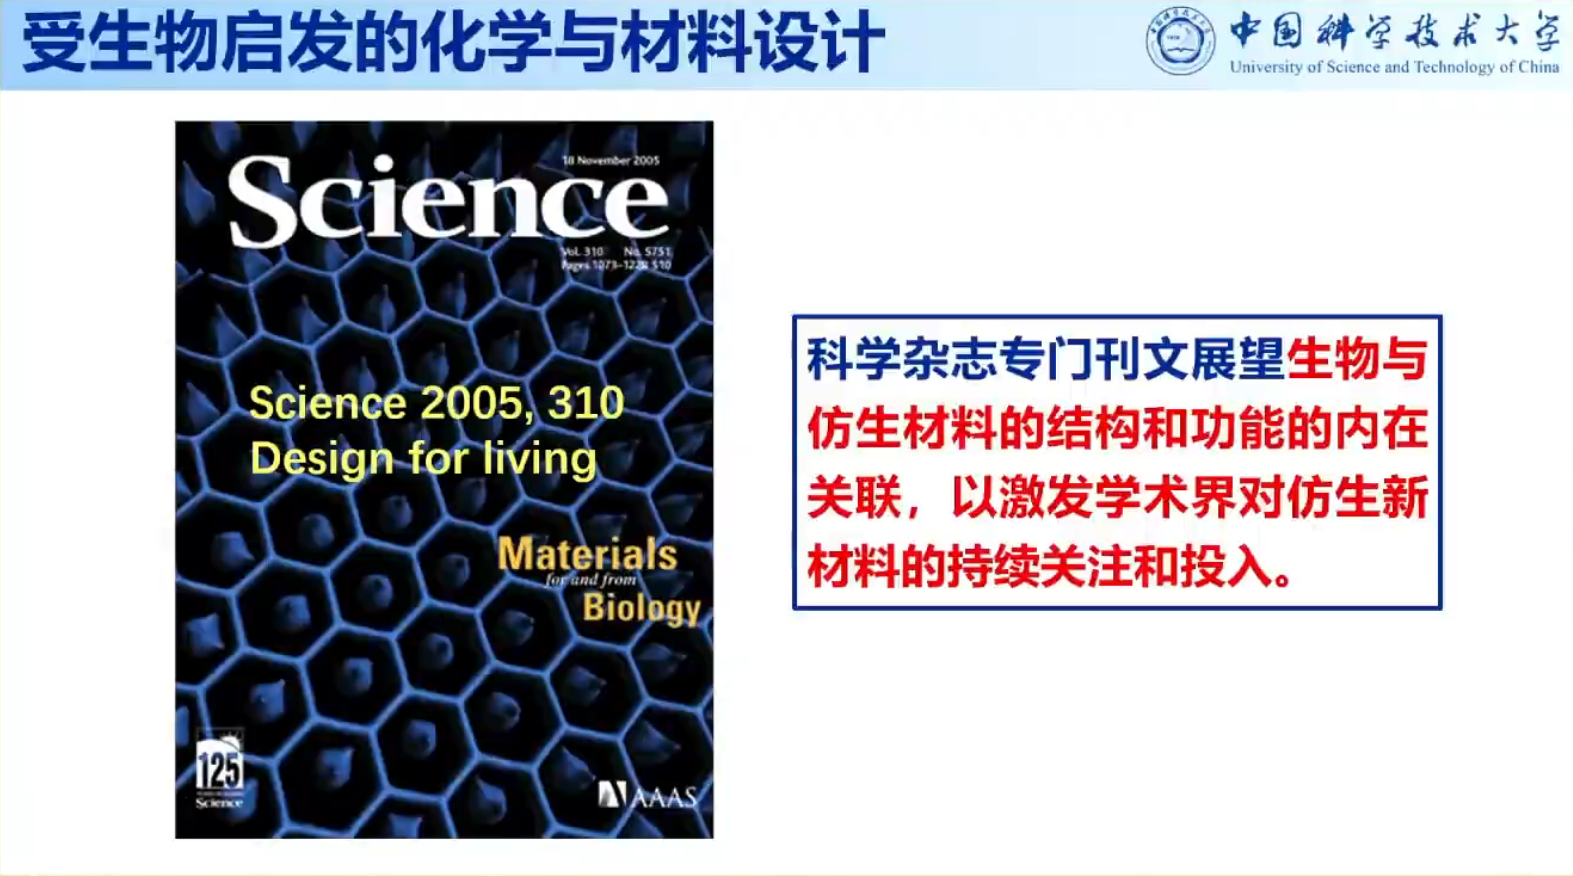 受生物启发的化学与材料设计
中国科学技术大学
University of Science and Technology of China
18 November 2005
Science
Vol. 310 No. 5751
Pages 1073–1228 $10
Science 2005, 310
Design for living
Materials
for and from
Biology
125
Science
AAAS
科学杂志专门刊文展望生物与
仿生材料的结构和功能的内在
关联，以激发学术界对仿生新
材料的持续关注和投入。